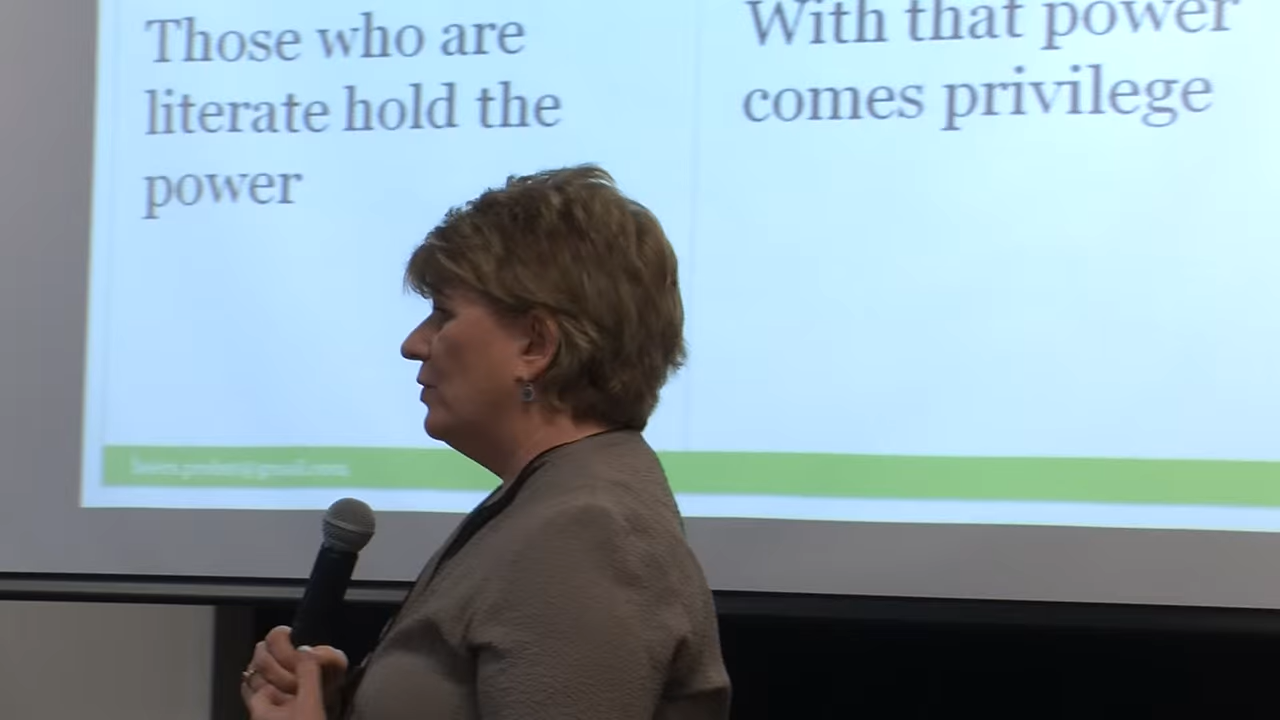 Those who are
literate hold the
power
With that power
comes privilege